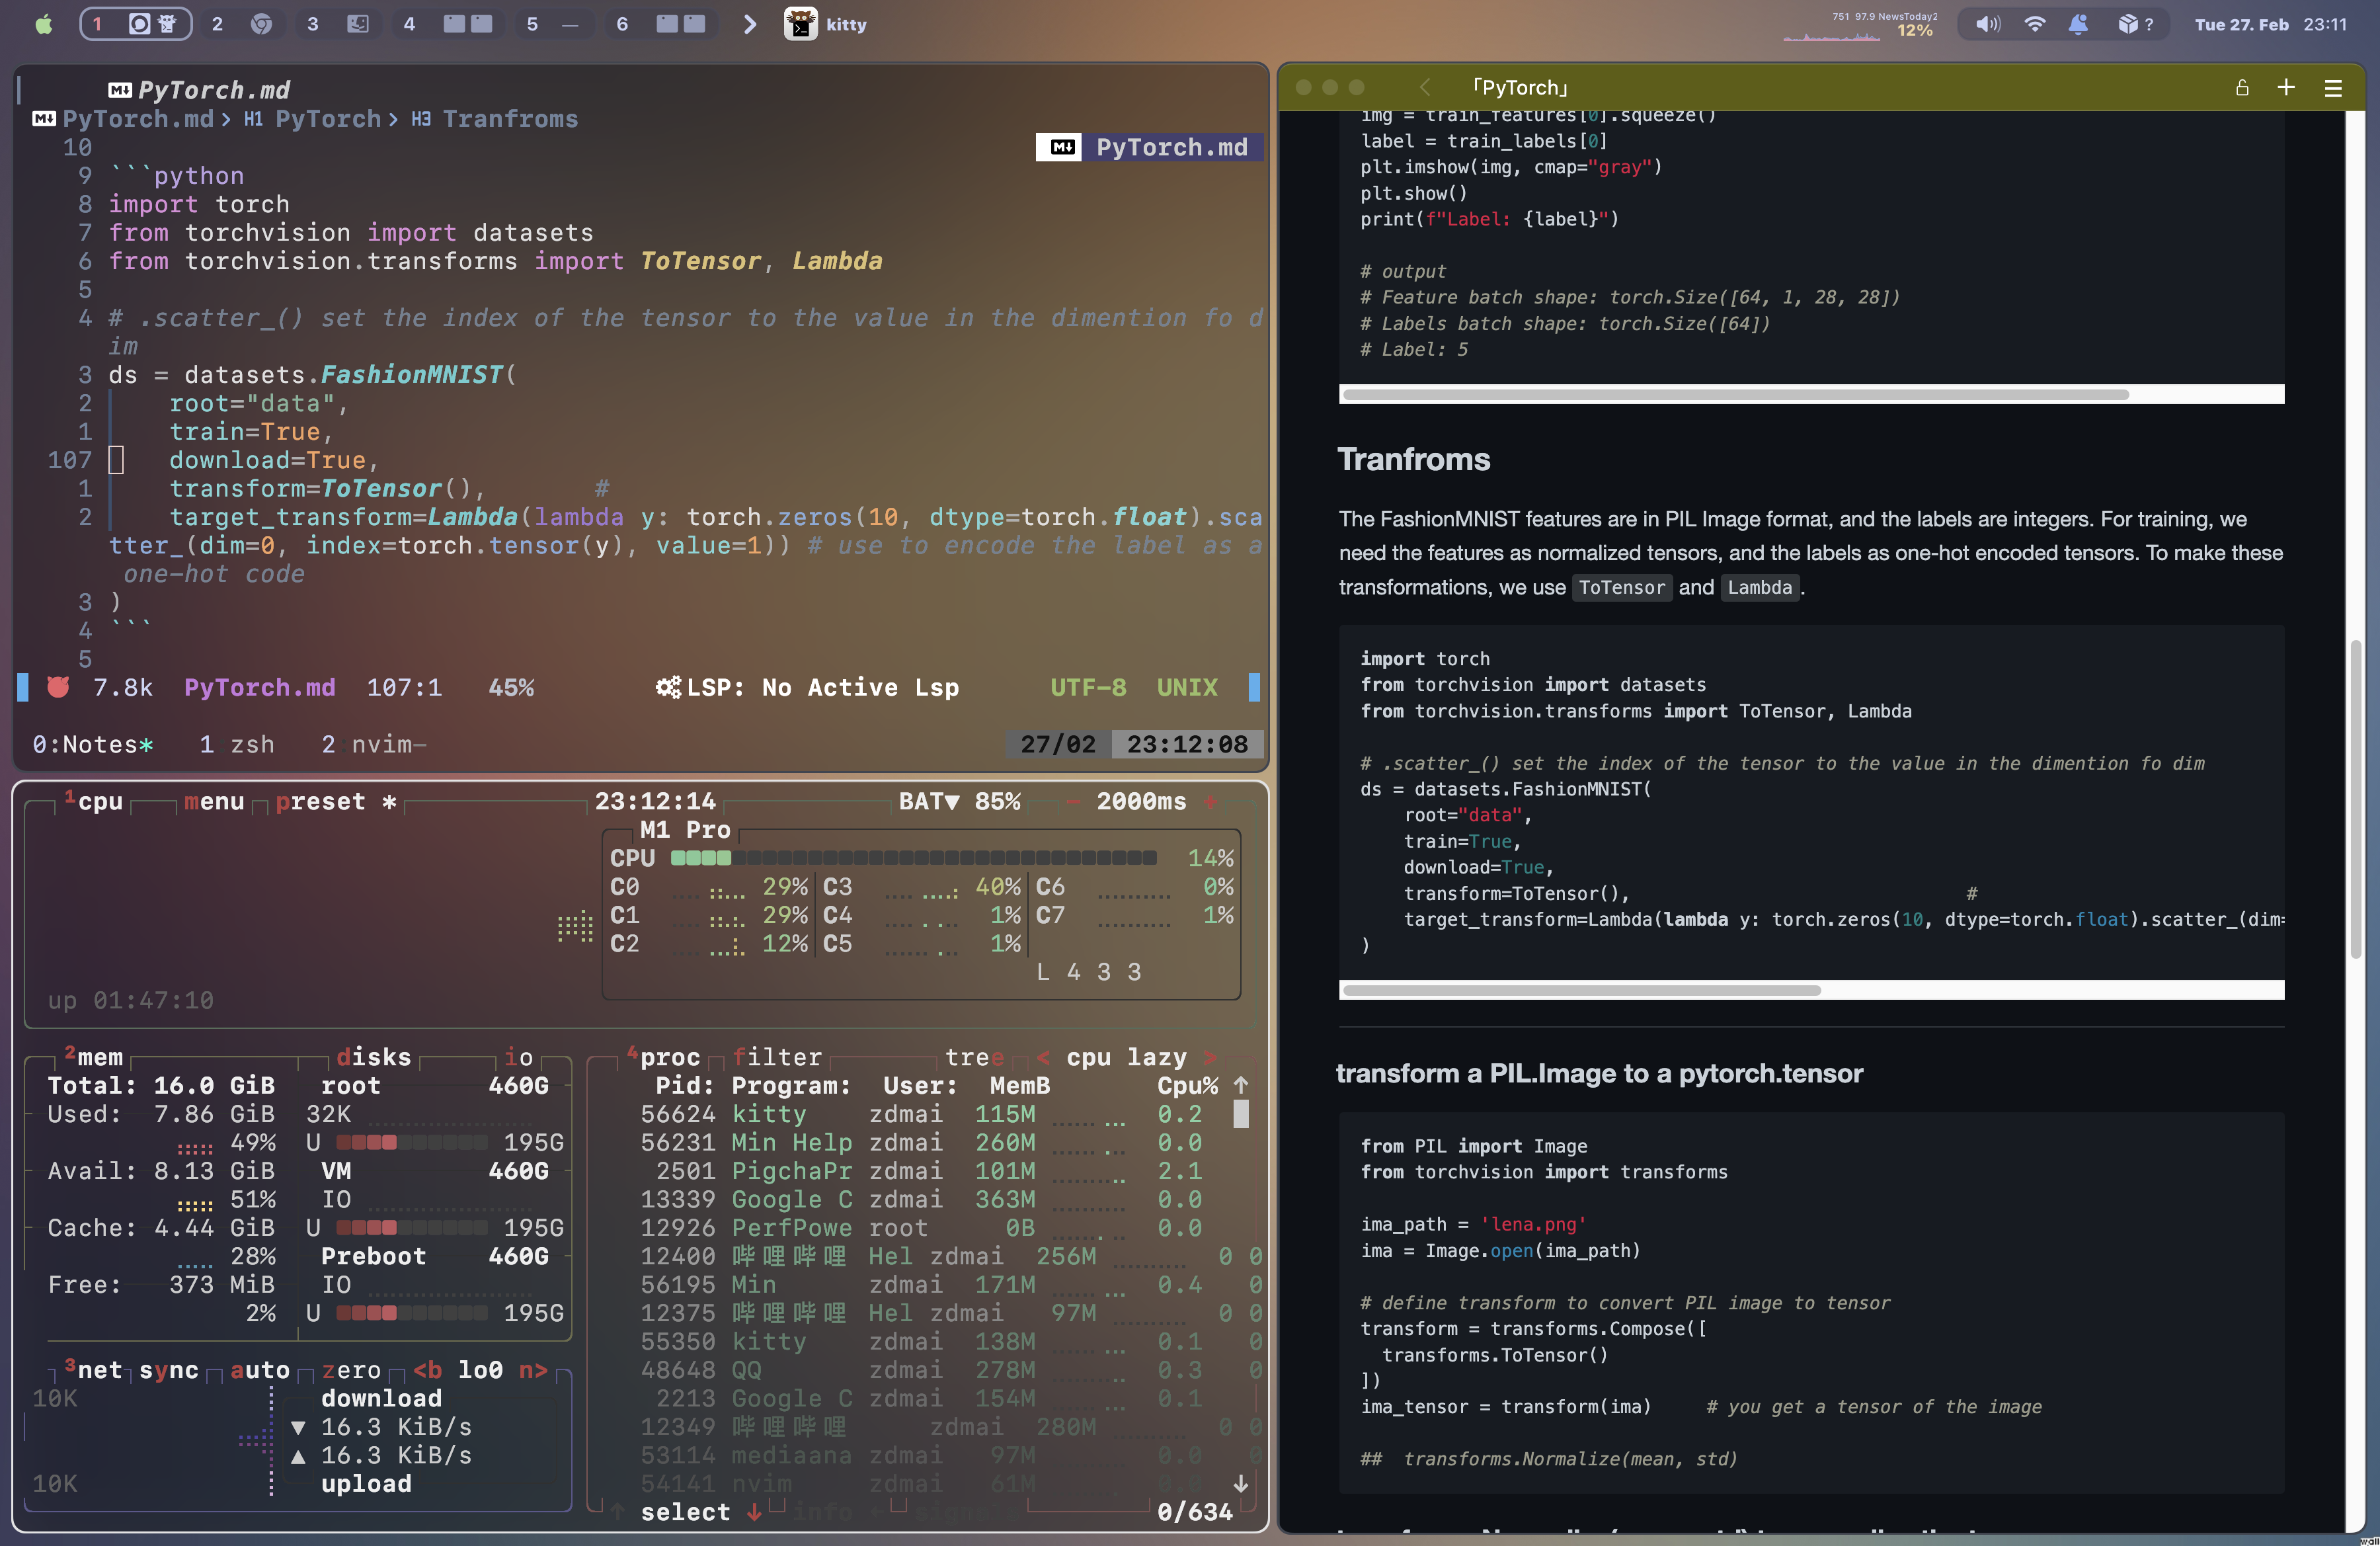 1 2 3 4 5 — 6 kitty
751 97.9 NewsToday2
12%
? Tue 27. Feb 23:11
PyTorch.md
PyTorch.md > H1 PyTorch > H3 Tranfroms
10
PyTorch.md
9 ```python
8 import torch
7 from torchvision import datasets
6 from torchvision.transforms import ToTensor, Lambda
5
4 # .scatter_() set the index of the tensor to the value in the dimention fo d
im
3 ds = datasets.FashionMNIST(
2 root="data",
1 train=True,
107 download=True,
1 transform=ToTensor(), #
2 target_transform=Lambda(lambda y: torch.zeros(10, dtype=torch.float).sca
tter_(dim=0, index=torch.tensor(y), value=1)) # use to encode the label as a
one-hot code
3 )
4 ```
5
7.8k PyTorch.md 107:1 45% LSP: No Active Lsp UTF-8 UNIX
0:Notes* 1 zsh 2 nvim- 27/02 23:12:08
1cpu menu preset * 23:12:14 BAT▼ 85% - 2000ms +
M1 Pro
CPU 14%
C0 29% C3 40% C6 0%
C1 29% C4 1% C7 1%
C2 12% C5 1%
L 4 3 3
up 01:47:10
2mem disks io
Total: 16.0 GiB root 460G
Used: 7.86 GiB 32K
49% U 195G
Avail: 8.13 GiB VM 460G
51% IO
Cache: 4.44 GiB U 195G
28% Preboot 460G
Free: 373 MiB IO
2% U 195G
3net sync auto zero <b lo0 n>
10K download
▼ 16.3 KiB/s
▲ 16.3 KiB/s
10K upload
4proc filter tree < cpu lazy >
Pid: Program: User: MemB Cpu% ↑
56624 kitty zdmai 115M 0.2
56231 Min Help zdmai 260M 0.0
2501 PigchaPr zdmai 101M 2.1
13339 Google C zdmai 363M 0.0
12926 PerfPowe root 0B 0.0
12400 哔哩哔哩 Hel zdmai 256M 0 0
56195 Min zdmai 171M 0.4 0
12375 哔哩哔哩 Hel zdmai 97M 0 0
55350 kitty zdmai 138M 0.1 0
48648 QQ zdmai 278M 0.3 0
2213 Google C zdmai 154M 0.1
12349 哔哩哔哩 zdmai 280M 0 0
53114 mediaana zdmai 97M 0.0 0
54141 nvim zdmai 61M 0.0 ↓
↑ select ↓ info 0/634
「PyTorch」
img = train_features[0].squeeze()
label = train_labels[0]
plt.imshow(img, cmap="gray")
plt.show()
print(f"Label: {label}")
# output
# Feature batch shape: torch.Size([64, 1, 28, 28])
# Labels batch shape: torch.Size([64])
# Label: 5
Tranfroms
The FashionMNIST features are in PIL Image format, and the labels are integers. For training, we
need the features as normalized tensors, and the labels as one-hot encoded tensors. To make these
transformations, we use ToTensor and Lambda.
import torch
from torchvision import datasets
from torchvision.transforms import ToTensor, Lambda
# .scatter_() set the index of the tensor to the value in the dimention fo dim
ds = datasets.FashionMNIST(
root="data",
train=True,
download=True,
transform=ToTensor(), #
target_transform=Lambda(lambda y: torch.zeros(10, dtype=torch.float).scatter_(dim=
)
transform a PIL.Image to a pytorch.tensor
from PIL import Image
from torchvision import transforms
ima_path = 'lena.png'
ima = Image.open(ima_path)
# define transform to convert PIL image to tensor
transform = transforms.Compose([
transforms.ToTensor()
])
ima_tensor = transform(ima) # you get a tensor of the image
## transforms.Normalize(mean, std)